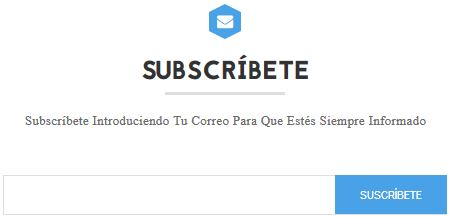 SUBSCRÍBETE
Subscríbete Introduciendo Tu Correo Para Que Estés Siempre Informado
SUSCRÍBETE